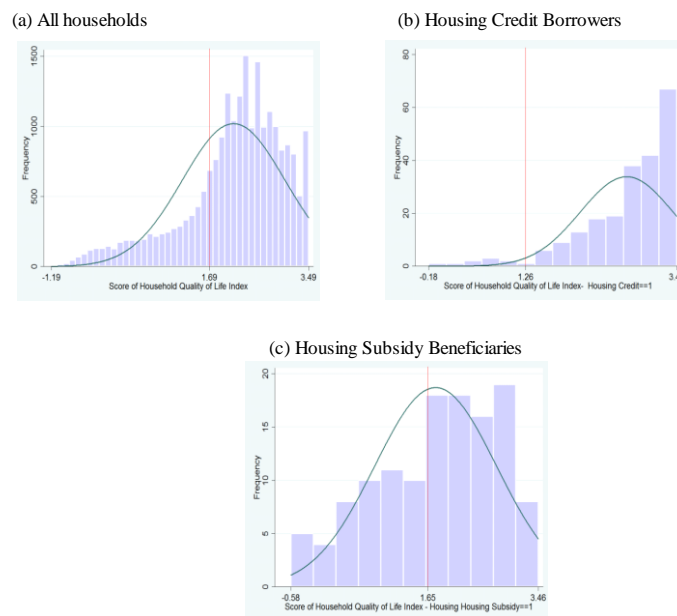 (a) All households
(b) Housing Credit Borrowers
Frequency
1500
1000
500
0
-1.19
1.69
3.49
Score of Household Quality of Life Index
Frequency
80
60
40
20
0
-0.18
1.26
Score of Household Quality of Life Index- Housing Credit==1
(c) Housing Subsidy Beneficiaries
Frequency
20
15
10
5
0
-0.58
1.65
3.46
Score of Household Quality of Life Index - Housing Housing Subsidy==1